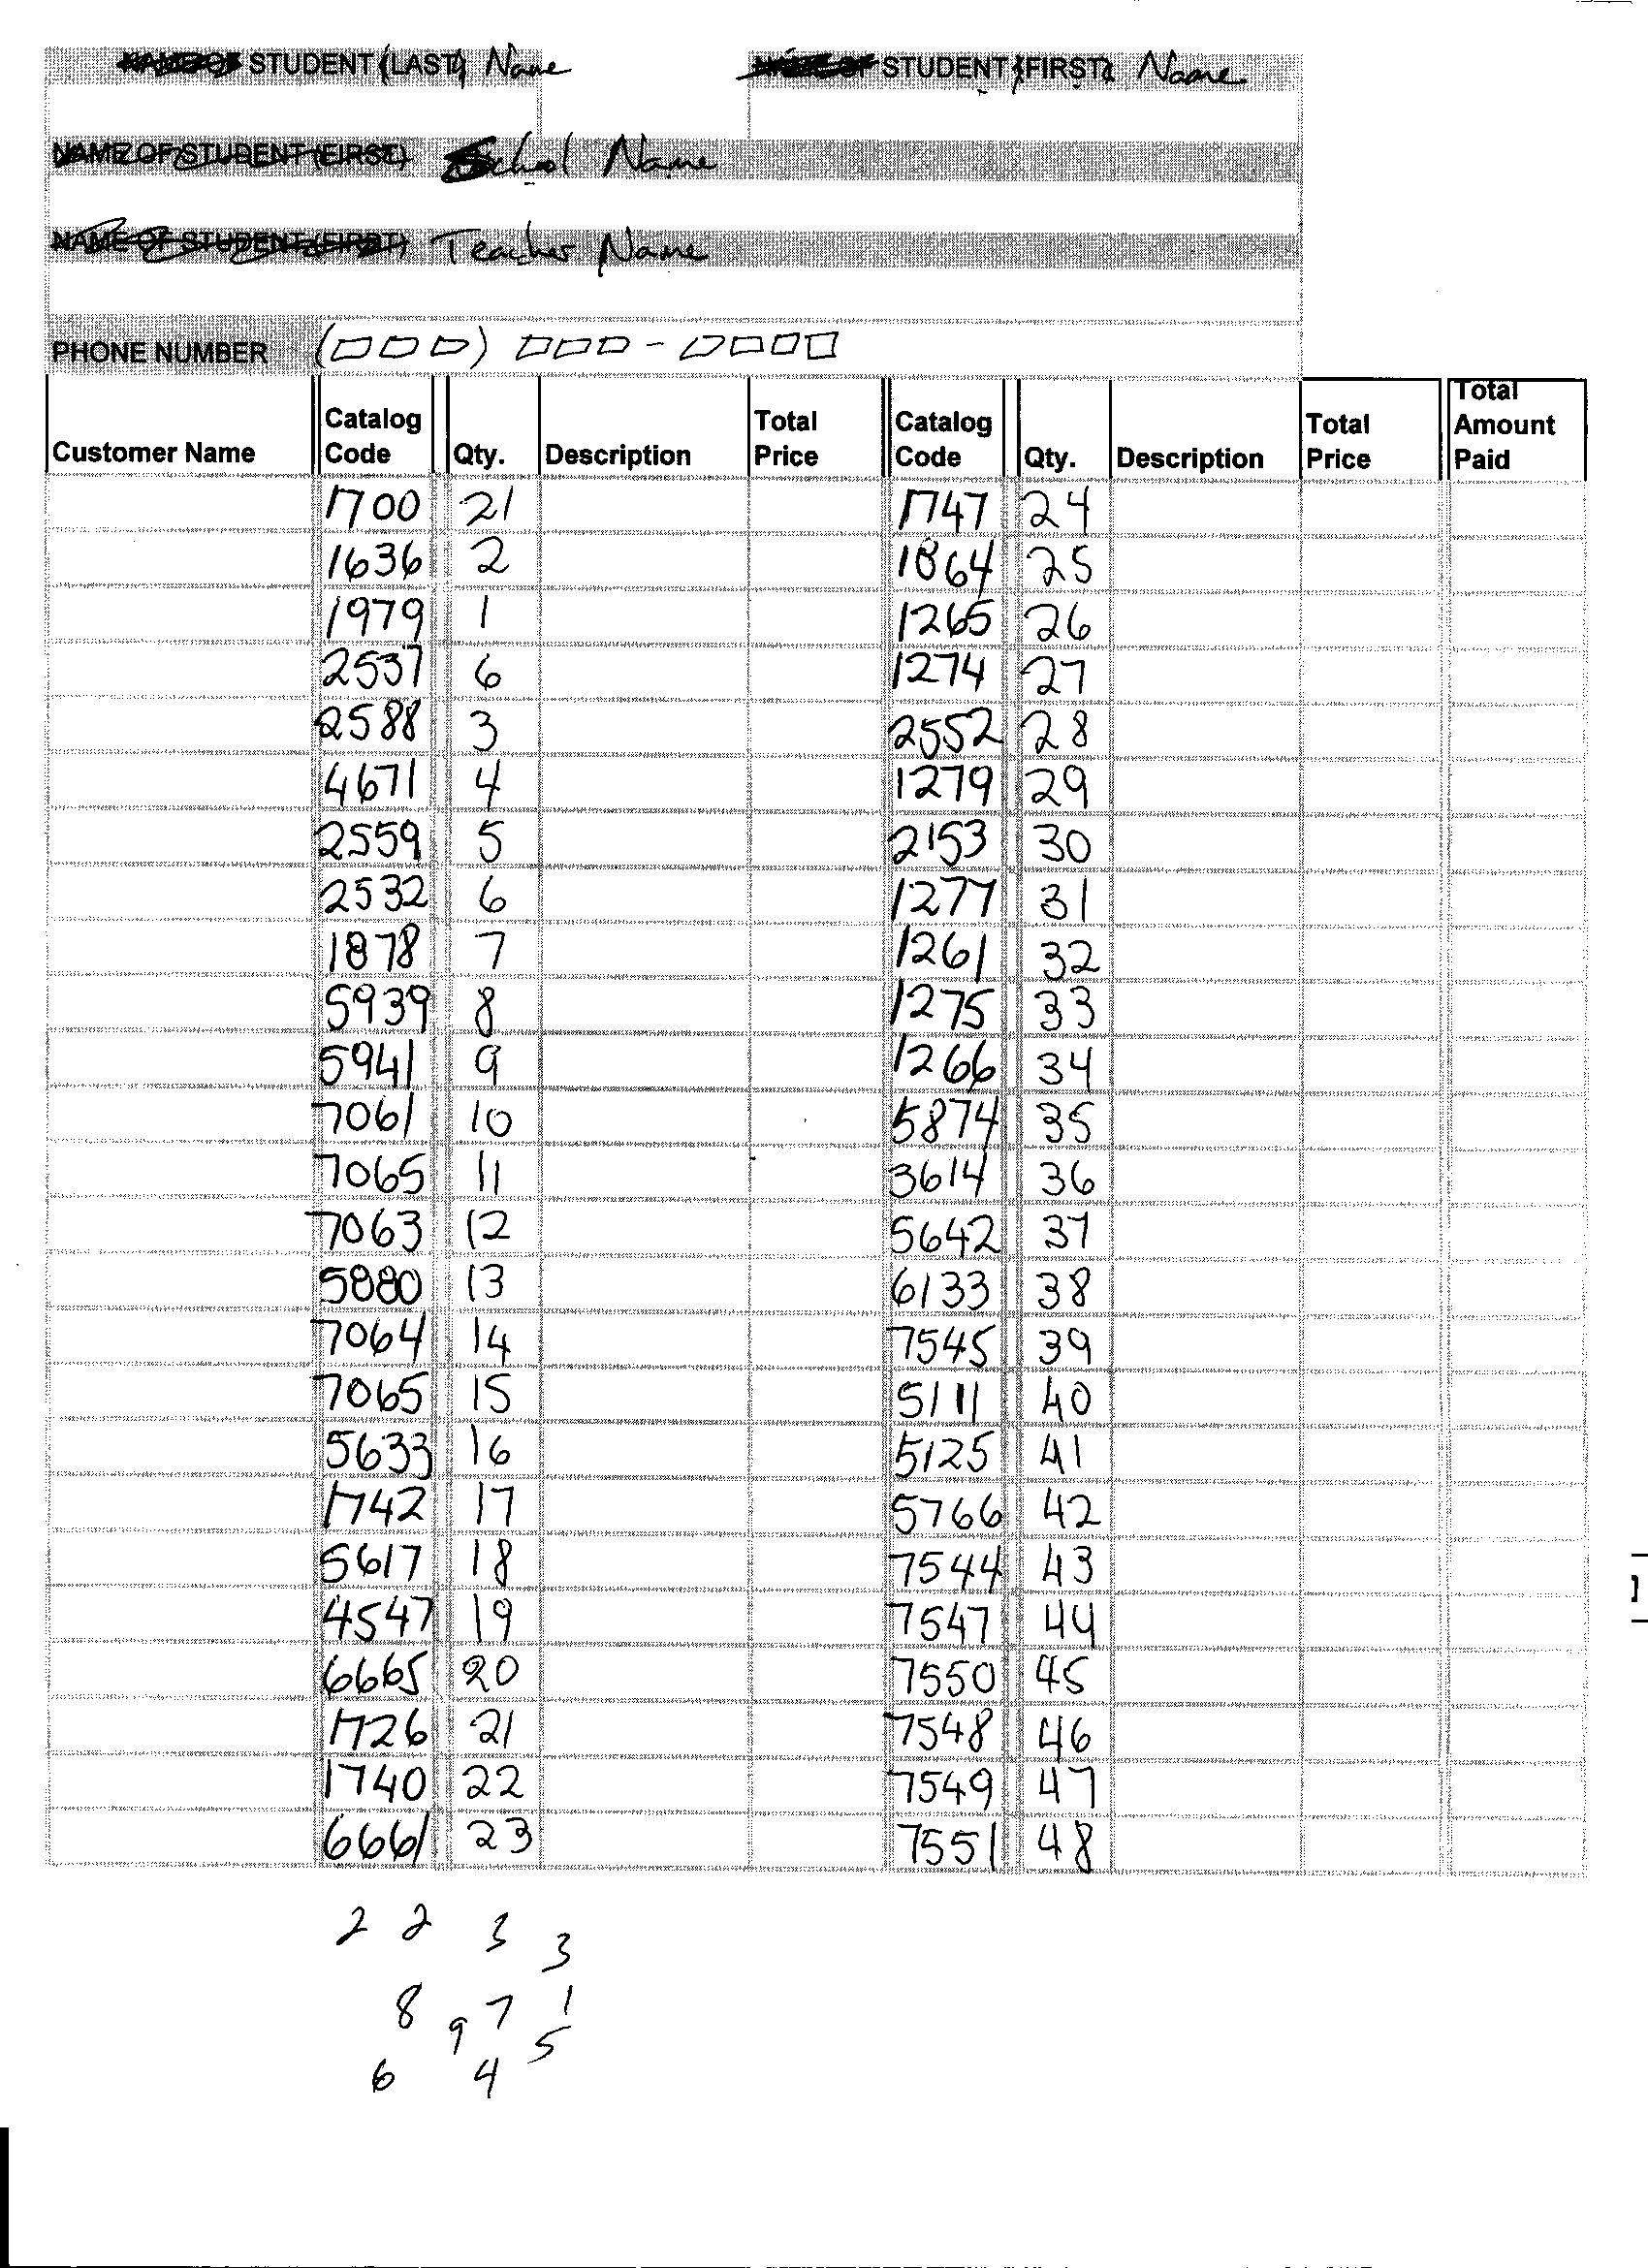 STUDENT (LAST) Name STUDENT (FIRST) Name
NAME OF STUDENT (FIRST) School Name
NAME OF STUDENT (FIRST) Teacher Name
PHONE NUMBER (□□□) □□□-□□□□
Customer Name Catalog Code Qty. Description Total Price Catalog Code Qty. Description Total Price Total Amount Paid
1700 21 1747 24
1636 2 1864 25
1979 1 1265 26
2537 6 1274 27
2588 3 2552 28
4671 4 1279 29
2559 5 2153 30
2532 6 1277 31
1878 7 1261 32
5939 8 1275 33
5941 9 1266 34
7061 10 5874 35
7065 11 3614 36
7063 12 5642 37
5880 13 6133 38
7064 14 7545 39
7065 15 5111 40
5633 16 5125 41
1742 17 5766 42
5617 18 7544 43
4547 19 7547 44
6665 20 7550 45
1726 21 7548 46
1740 22 7549 47
6661 23 7551 48
2 2 3 3
8 9 7 1
5
6 4